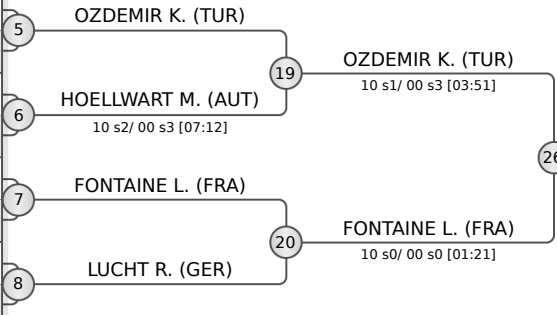 OZDEMIR K. (TUR)
5
19
OZDEMIR K. (TUR)
10 s1/ 00 s3 [03:51]
HOELLWART M. (AUT)
6
10 s2/ 00 s3 [07:12]
26
FONTAINE L. (FRA)
7
20
FONTAINE L. (FRA)
10 s0/ 00 s0 [01:21]
LUCHT R. (GER)
8